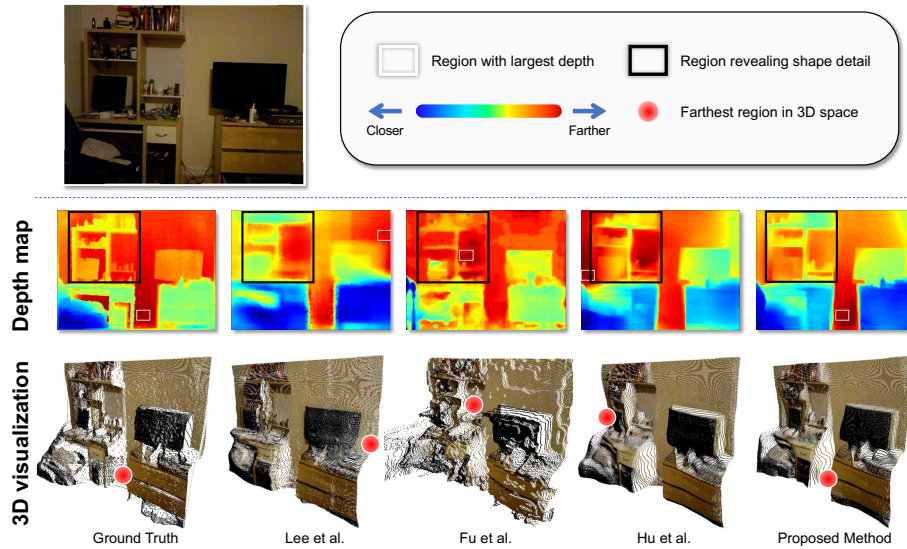 Region with largest depth
Region revealing shape detail
Closer
Farther
Farthest region in 3D space
Depth map
3D visualization
Ground Truth
Lee et al.
Fu et al.
Hu et al.
Proposed Method